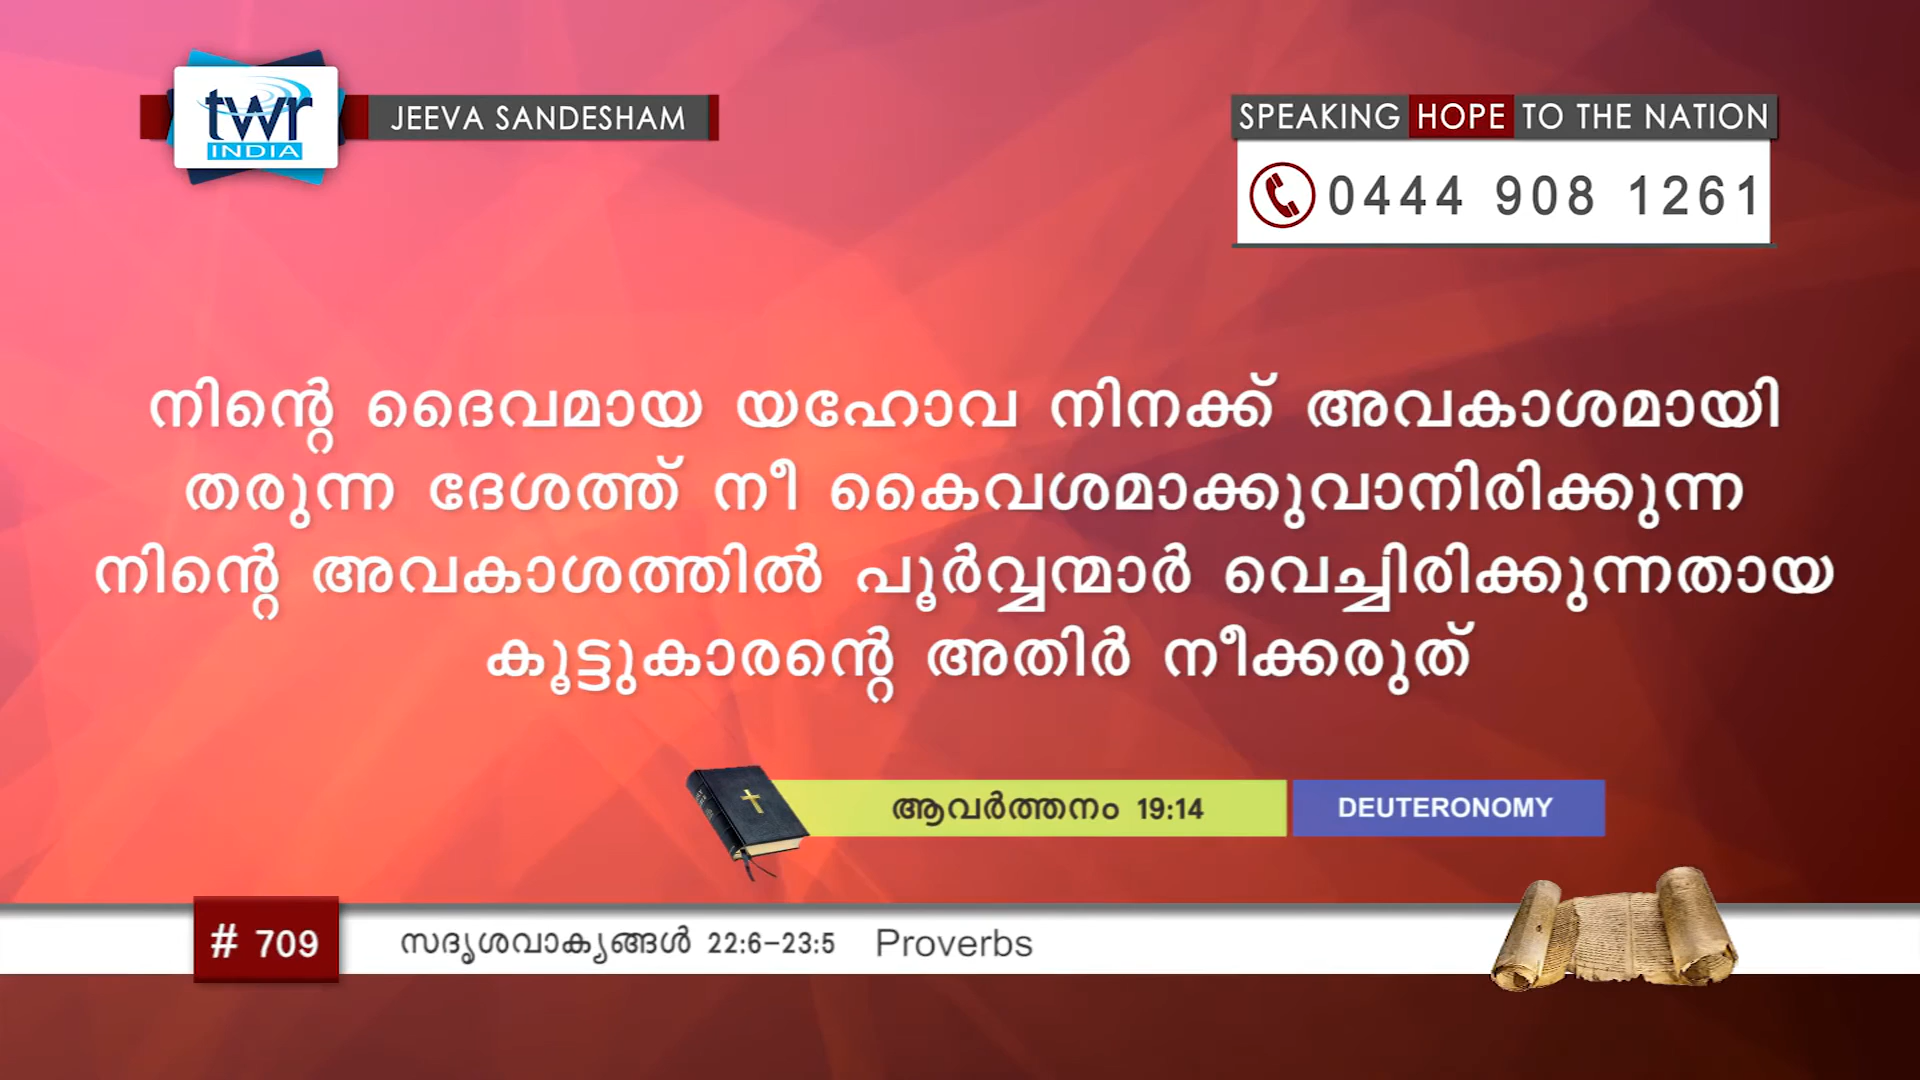 twr
INDIA
JEEVA SANDESHAM
SPEAKING HOPE TO THE NATION
0444 908 1261
നിന്റെ ദൈവമായ യഹോവ നിനക്ക് അവകാശമായി
തരുന്ന ദേശത്ത് നീ കൈവശമാക്കുവാനിരിക്കുന്ന
നിന്റെ അവകാശത്തിൽ പൂർവ്വന്മാർ വെച്ചിരിക്കുന്നതായ
കൂട്ടുകാരന്റെ അതിർ നീക്കരുത്
ആവർത്തനം 19:14
DEUTERONOMY
# 709
സദൃശവാക്യങ്ങൾ 22:6-23:5 Proverbs